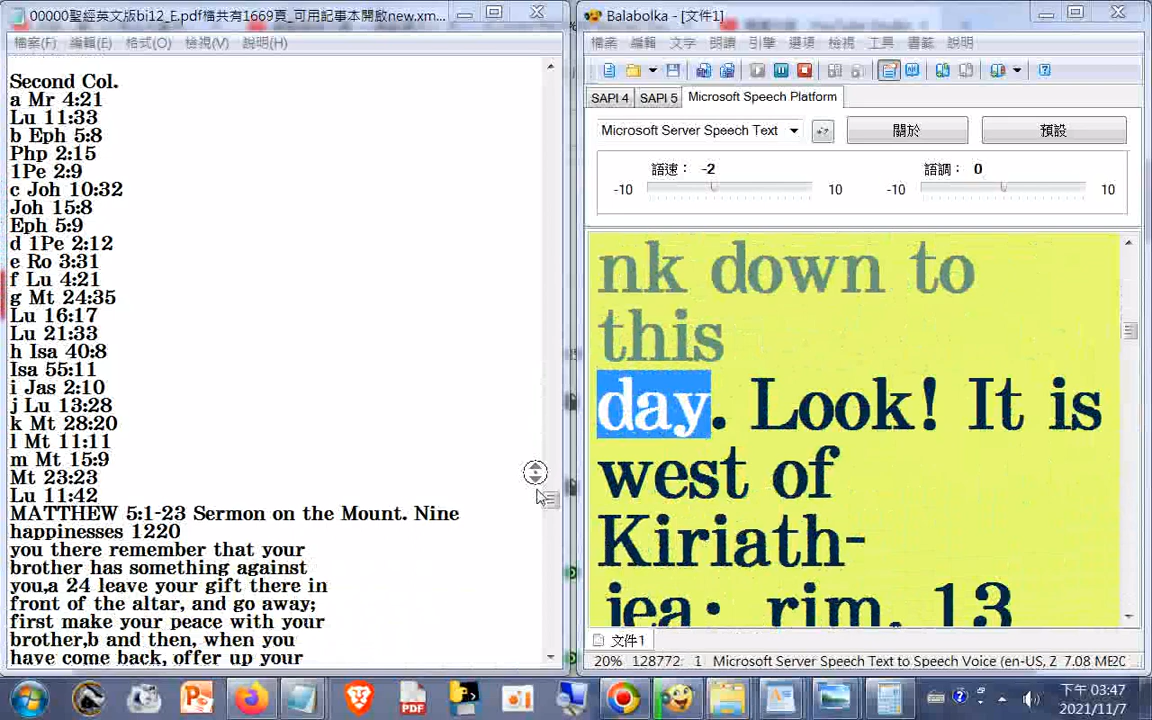 00000聖經英文版bi12_E.pdf檔共有1669頁_可用記事本開啟new.xm...
檔案(F) 編輯(E) 格式(O) 檢視(V) 說明(H)
Second Col.
a Mr 4:21
Lu 11:33
b Eph 5:8
Php 2:15
1Pe 2:9
c Joh 10:32
Joh 15:8
Eph 5:9
d 1Pe 2:12
e Ro 3:31
f Lu 4:21
g Mt 24:35
Lu 16:17
Lu 21:33
h Isa 40:8
Isa 55:11
i Jas 2:10
j Lu 13:28
k Mt 28:20
l Mt 11:11
m Mt 15:9
Mt 23:23
Lu 11:42
MATTHEW 5:1-23 Sermon on the Mount. Nine
happinesses 1220
you there remember that your
brother has something against
you,a 24 leave your gift there in
front of the altar, and go away;
first make your peace with your
brother,b and then, when you
have come back, offer up your
Balabolka - [文件1]
檔案 編輯 文字 朗讀 引擎 選項 檢視 工具 書籤 說明
SAPI 4 SAPI 5 Microsoft Speech Platform
Microsoft Server Speech Text 關於 預設
語速： -2 語調： 0
-10 10 -10 10
nk down to
this
day. Look! It is
west of
Kiriath-
jea· rim. 13
文件1
20% 128772: 1 Microsoft Server Speech Text to Speech Voice (en-US, Z 7.08 ME
下午 03:47
2021/11/7